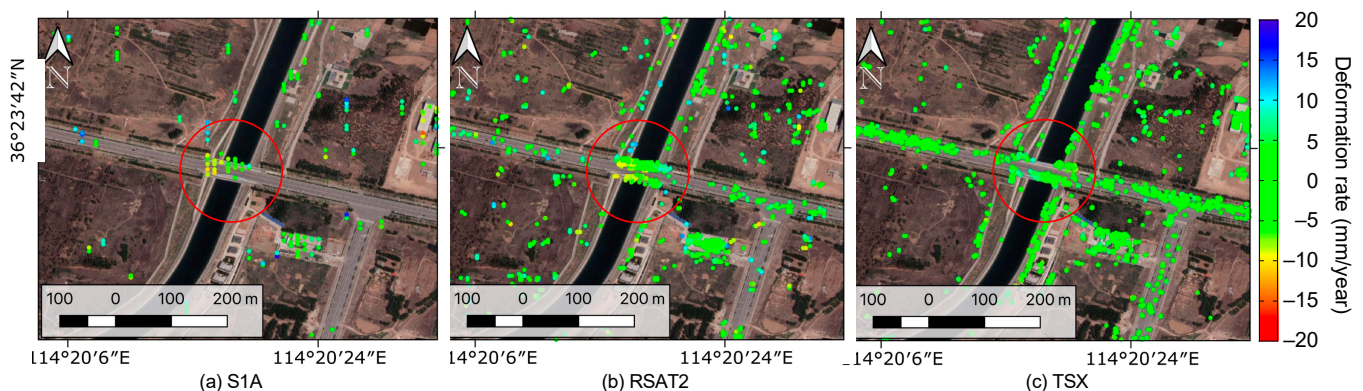 36°23′42″N
N
100 0 100 200 m
114°20′6″E 114°20′24″E
(a) S1A
N
100 0 100 200 m
114°20′6″E 114°20′24″E
(b) RSAT2
N
100 0 100 200 m
114°20′6″E 114°20′24″E
(c) TSX
20
15
10
5
0
−5
−10
−15
−20
Deformation rate (mm/year)